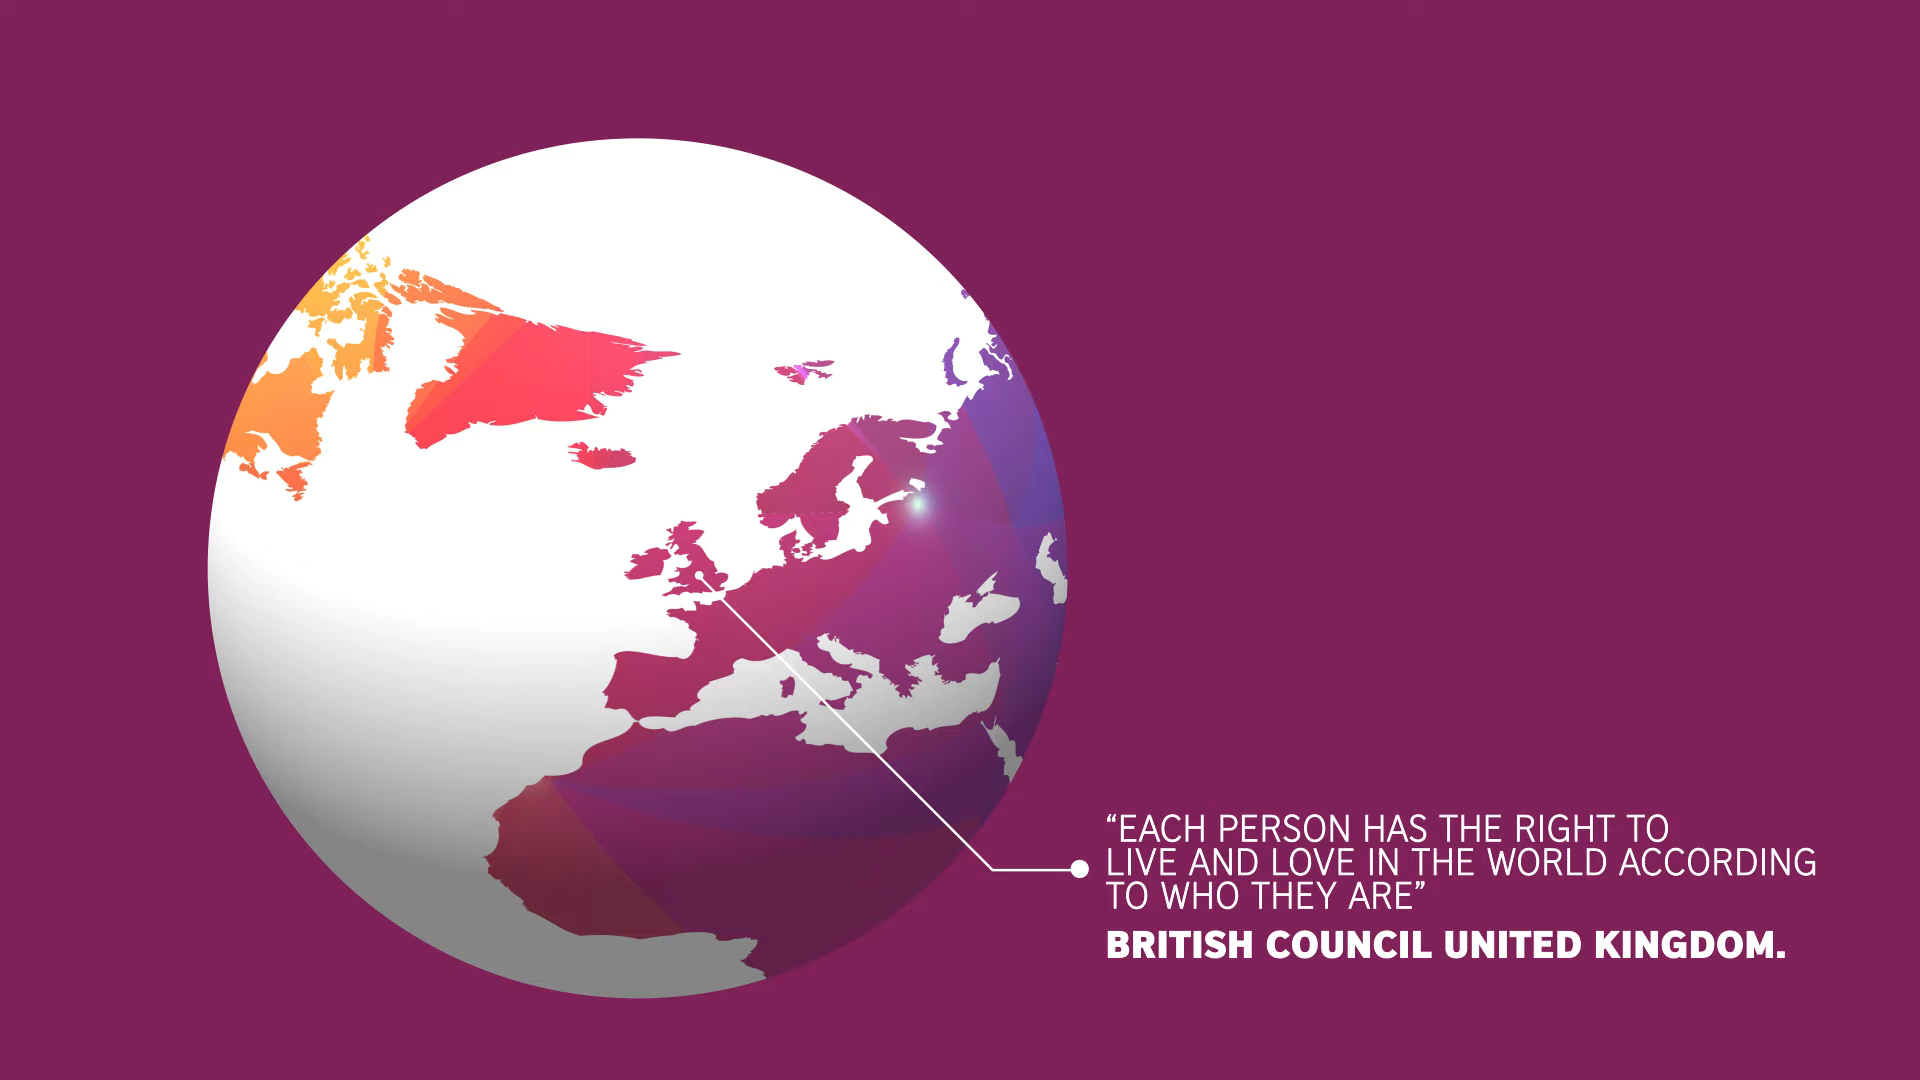 “EACH PERSON HAS THE RIGHT TO
LIVE AND LOVE IN THE WORLD ACCORDING
TO WHO THEY ARE”
BRITISH COUNCIL UNITED KINGDOM.